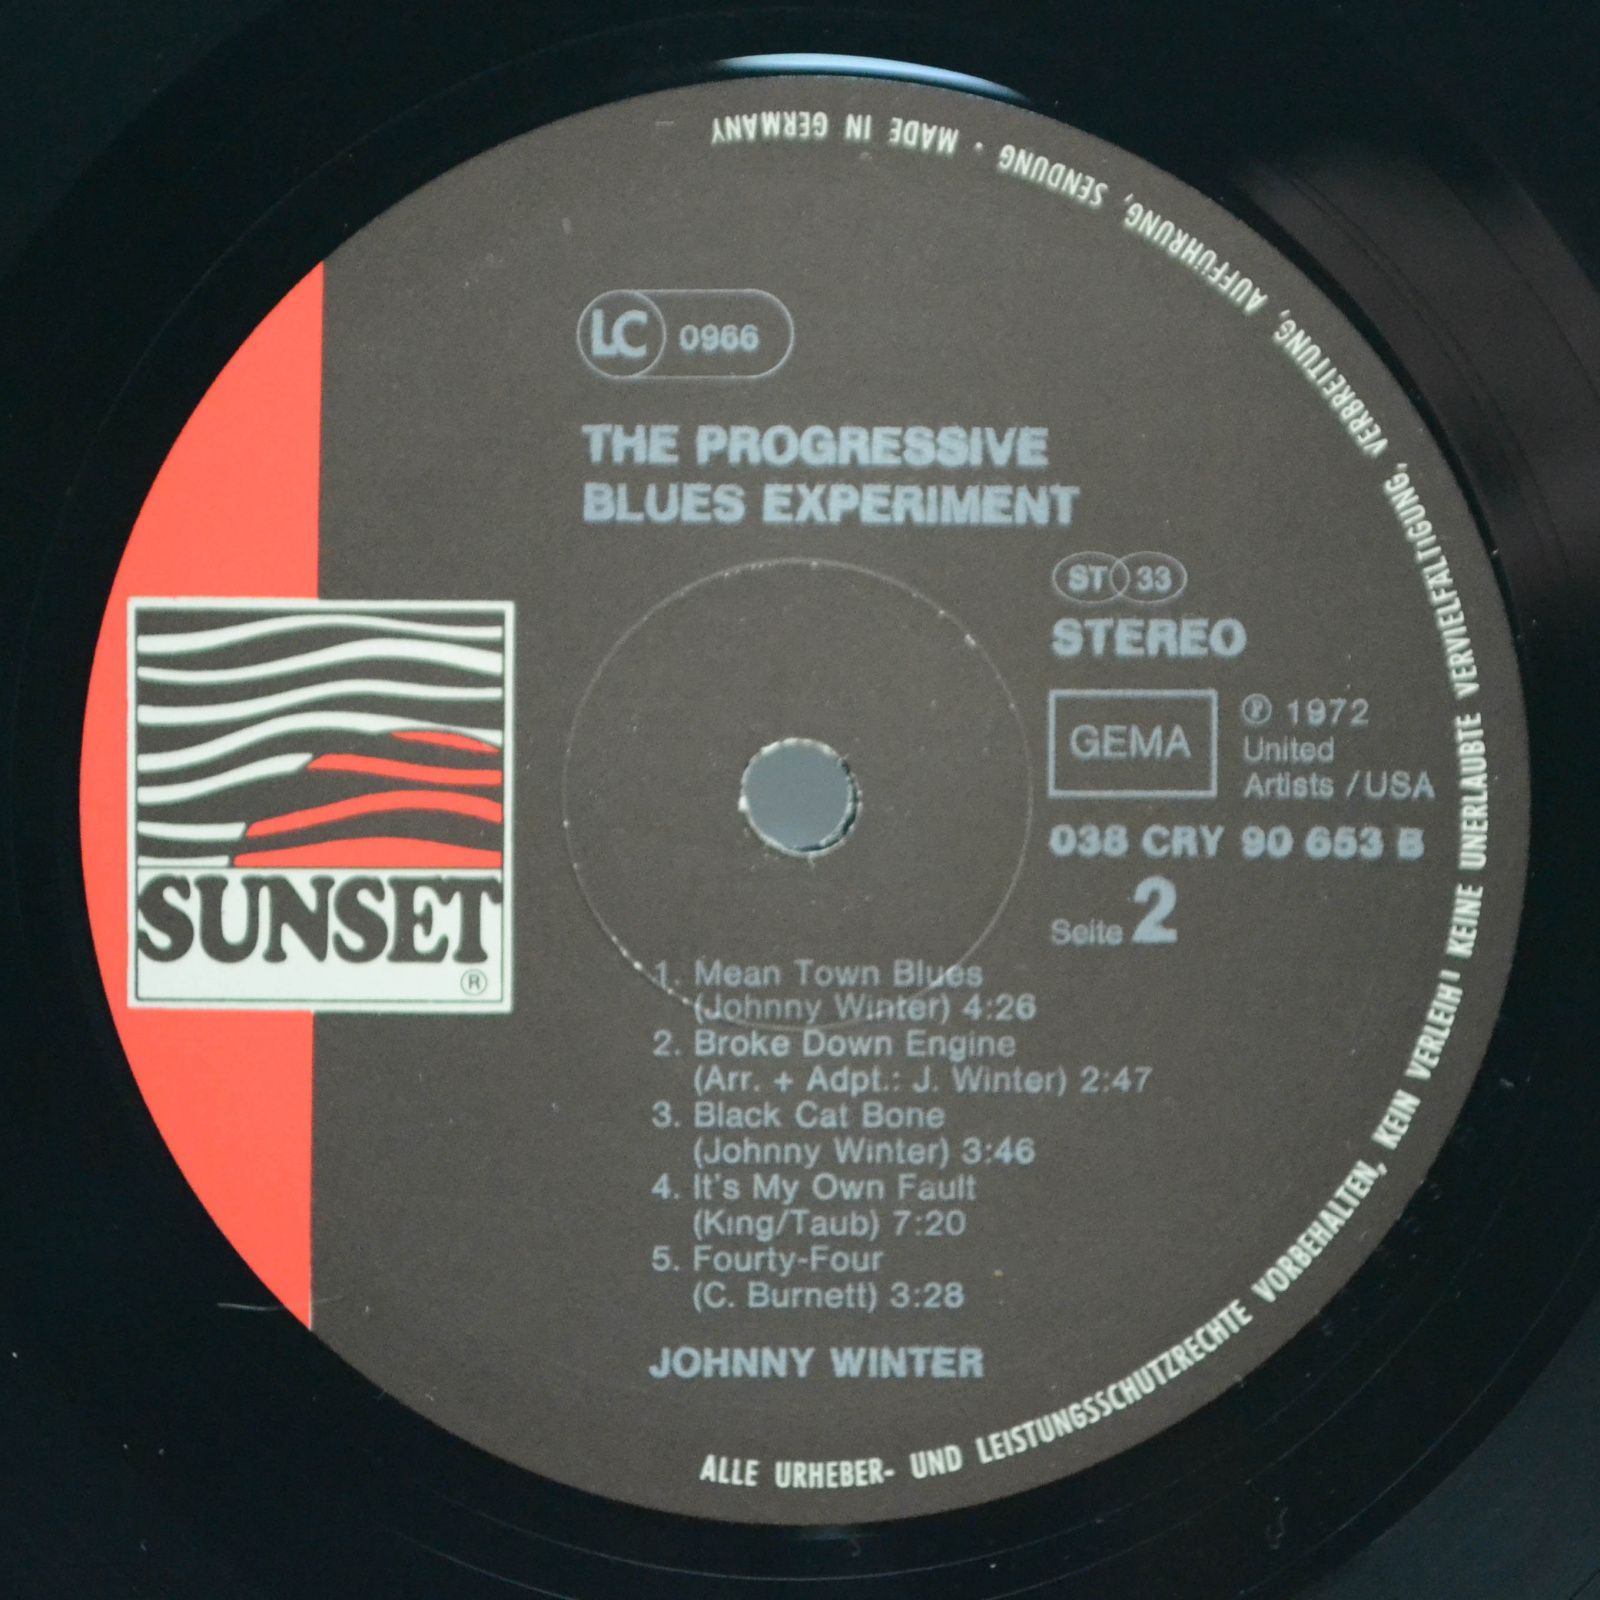 LC 0966
THE PROGRESSIVE
BLUES EXPERIMENT
ST 33
STEREO
GEMA
℗ 1972
United
Artists /USA
038 CRY 90 653 B
Seite 2
SUNSET
®
1. Mean Town Blues
(Johnny Winter) 4:26
2. Broke Down Engine
(Arr. + Adpt.: J. Winter) 2:47
3. Black Cat Bone
(Johnny Winter) 3:46
4. It's My Own Fault
(King/Taub) 7:20
5. Fourty-Four
(C. Burnett) 3:28
JOHNNY WINTER
ALLE URHEBER- UND LEISTUNGSSCHUTZRECHTE VORBEHALTEN, KEIN VERLEIH! KEINE UNERLAUBTE VERVIELFÄLTIGUNG, VERBREITUNG, AUFFÜHRUNG, SENDUNG · MADE IN GERMANY